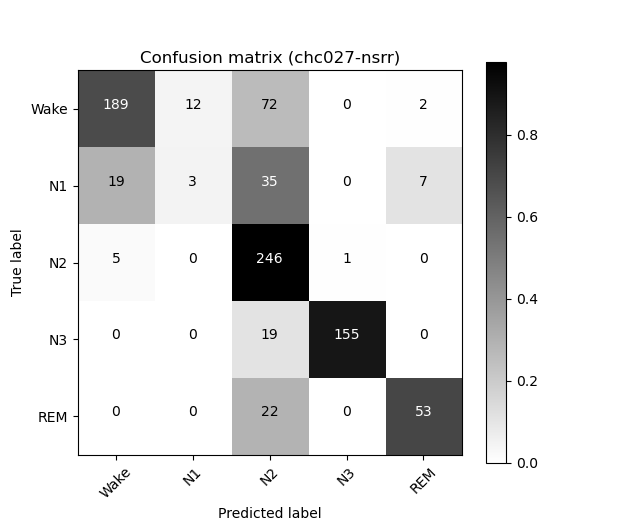 Confusion matrix (chc027-nsrr)
Wake 189 12 72 0 2
N1 19 3 35 0 7
N2 5 0 246 1 0
N3 0 0 19 155 0
REM 0 0 22 0 53
Wake N1 N2 N3 REM
Predicted label
True label
0.8
0.6
0.4
0.2
0.0